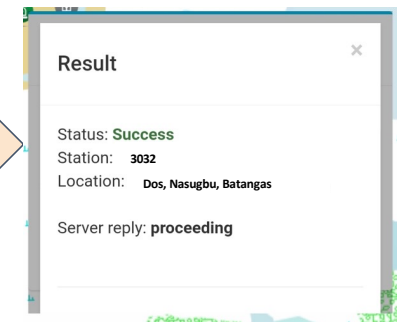 Result
×
Status: Success
Station: 3032
Location: Dos, Nasugbu, Batangas
Server reply: proceeding